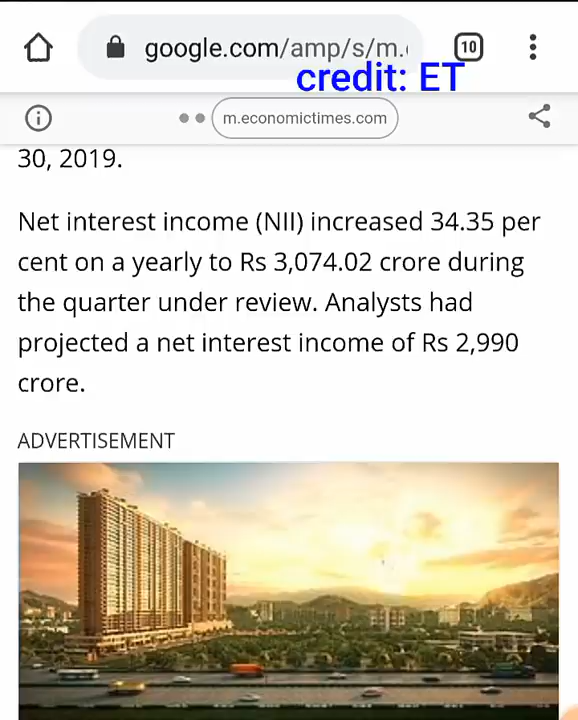 google.com/amp/s/m.
10
credit: ET
m.economictimes.com
30, 2019.
Net interest income (NII) increased 34.35 per
cent on a yearly to Rs 3,074.02 crore during
the quarter under review. Analysts had
projected a net interest income of Rs 2,990
crore.
ADVERTISEMENT